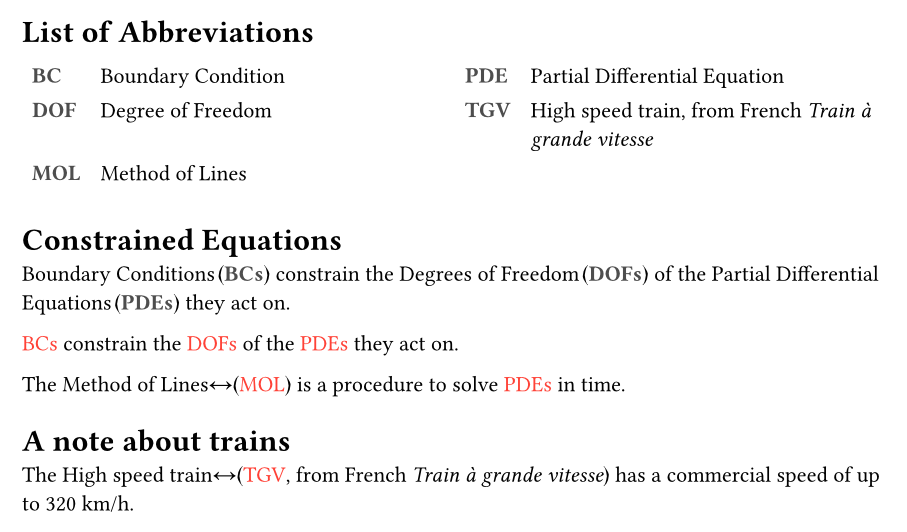 List of Abbreviations
BC Boundary Condition
DOF Degree of Freedom
MOL Method of Lines
PDE Partial Differential Equation
TGV High speed train, from French Train à
grande vitesse
Constrained Equations
Boundary Conditions (BCs) constrain the Degrees of Freedom (DOFs) of the Partial Differential
Equations (PDEs) they act on.
BCs constrain the DOFs of the PDEs they act on.
The Method of Lines↔(MOL) is a procedure to solve PDEs in time.
A note about trains
The High speed train↔(TGV, from French Train à grande vitesse) has a commercial speed of up
to 320 km/h.